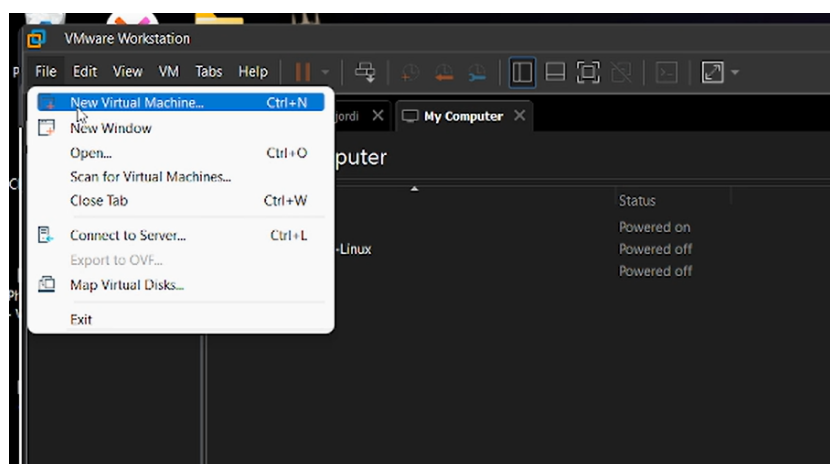 VMware Workstation
File Edit View VM Tabs Help
New Virtual Machine... Ctrl+N
New Window
Open... Ctrl+O
Scan for Virtual Machines...
Close Tab Ctrl+W
Connect to Server... Ctrl+L
Export to OVF...
Map Virtual Disks...
Exit
jordi
My Computer
puter
Status
Powered on
-Linux Powered off
Powered off